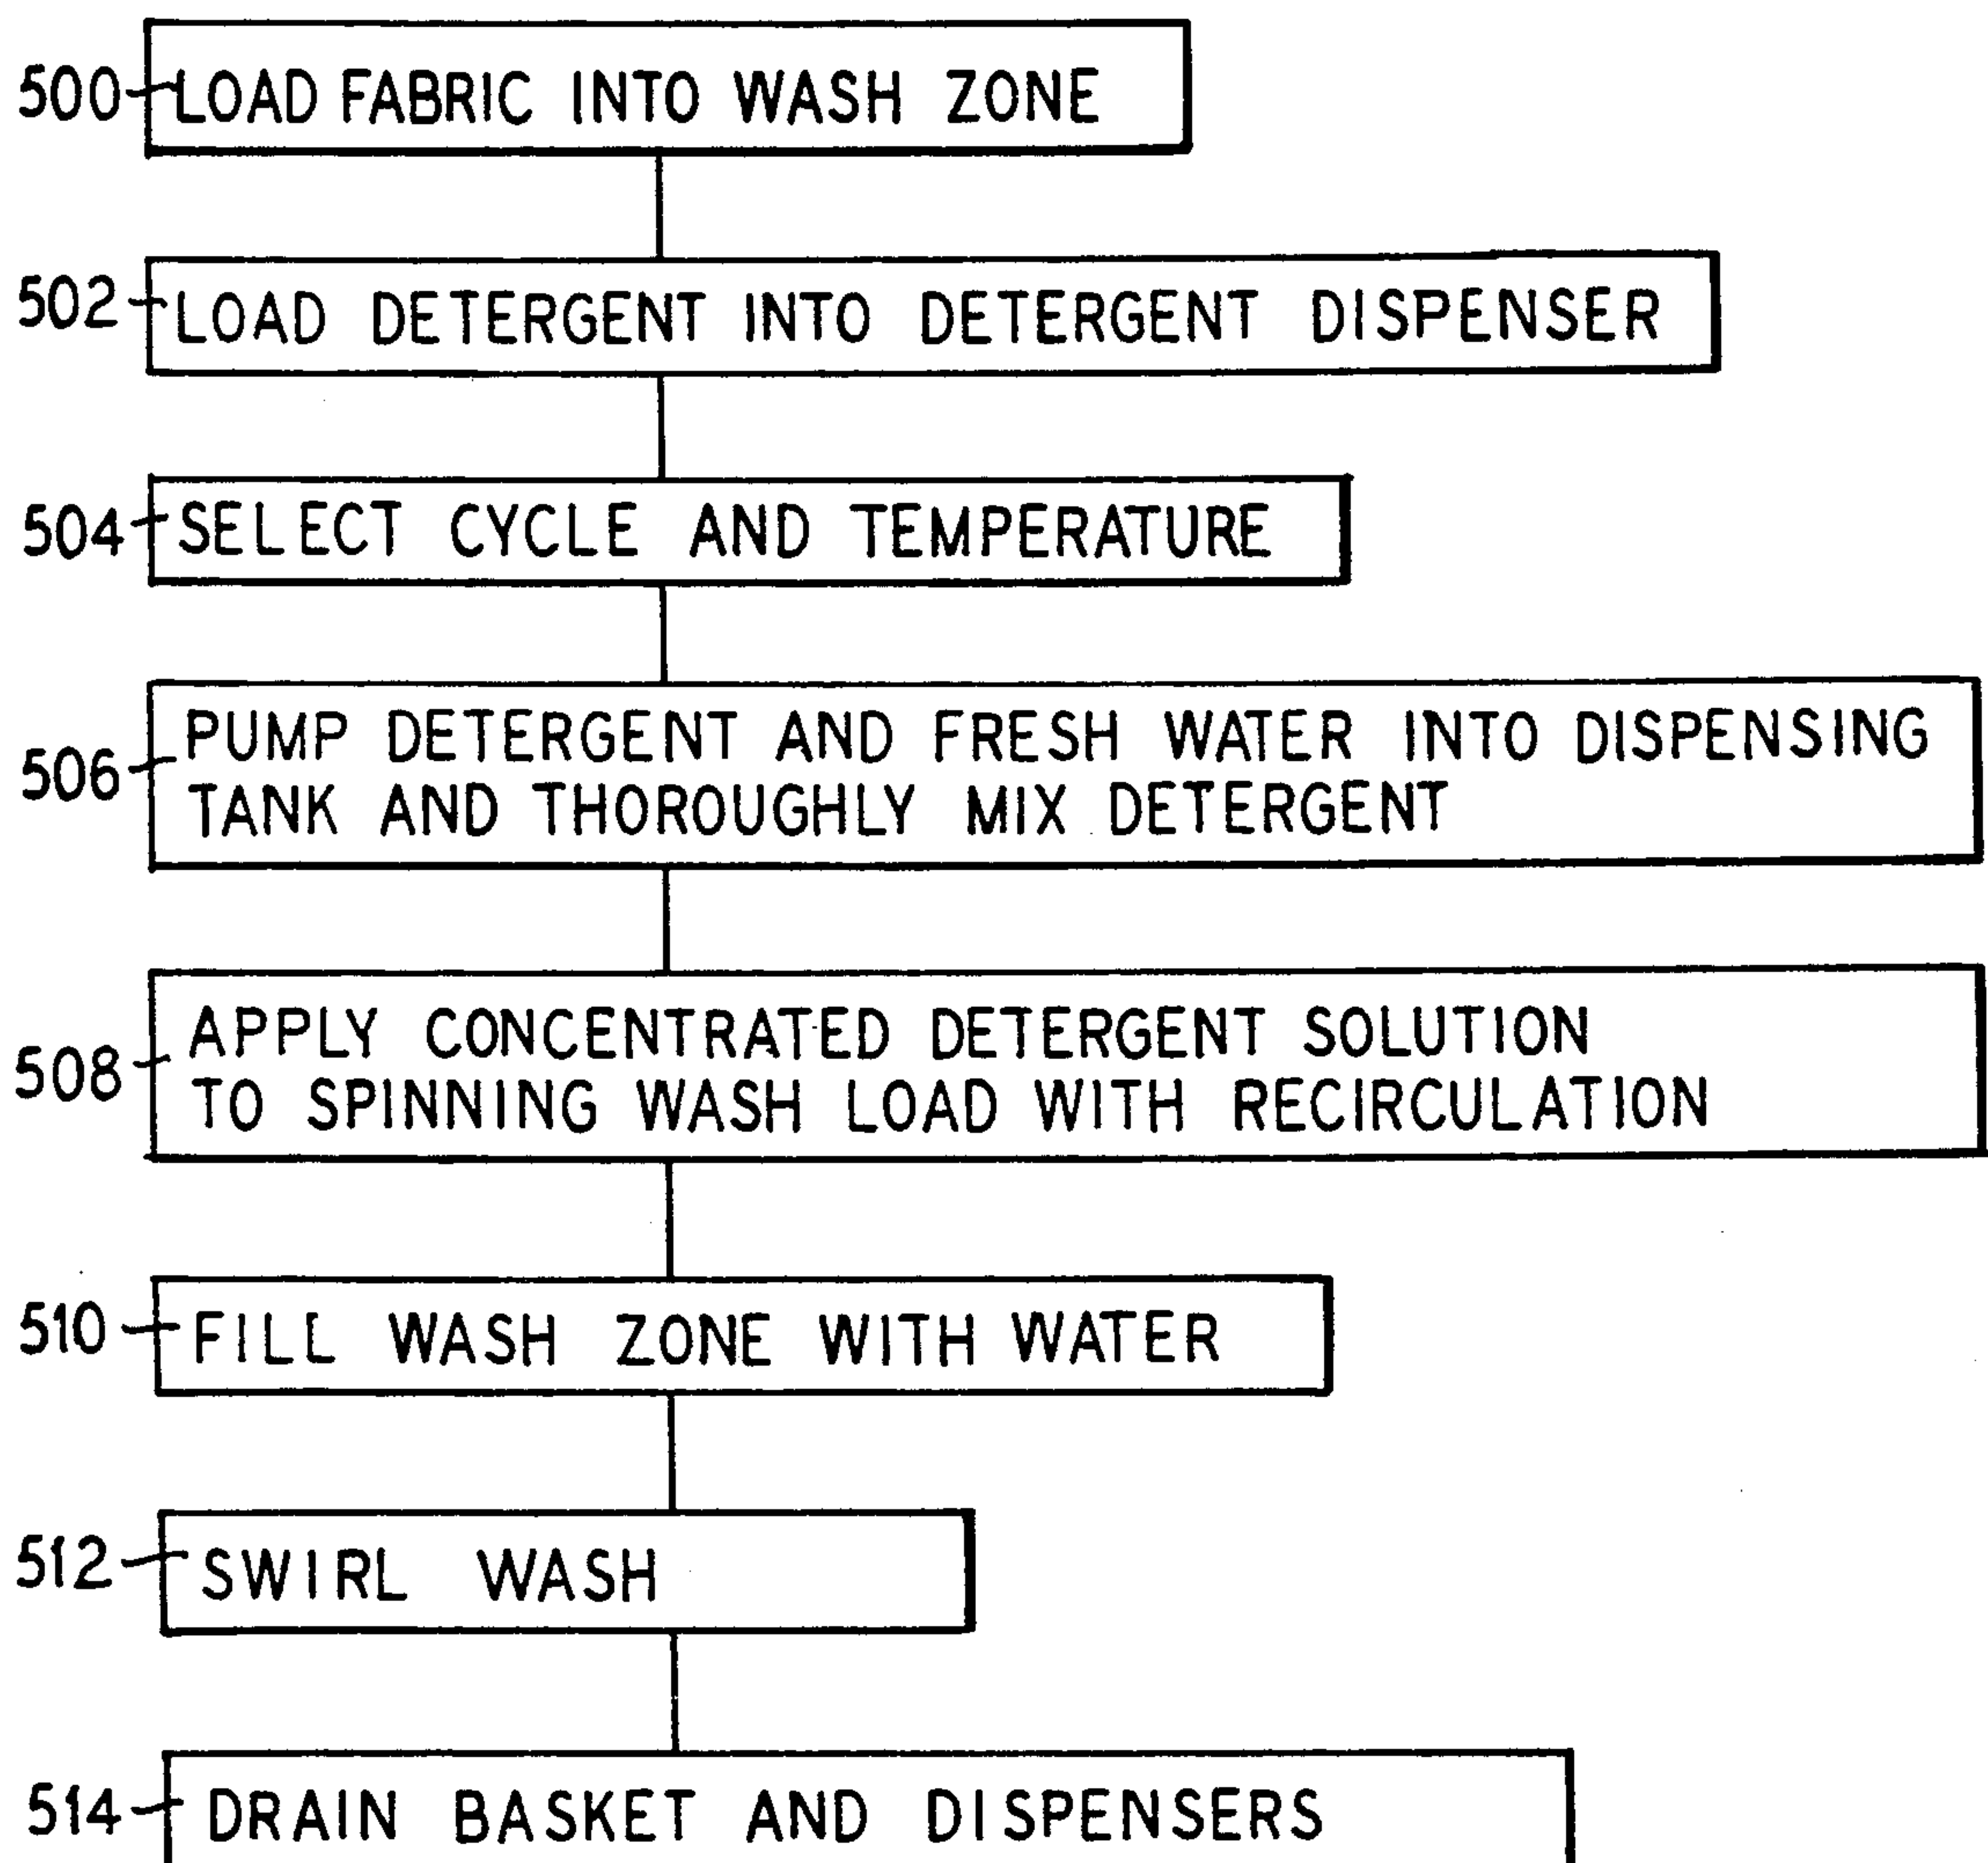 500 LOAD FABRIC INTO WASH ZONE
502 LOAD DETERGENT INTO DETERGENT DISPENSER
504 SELECT CYCLE AND TEMPERATURE
506 PUMP DETERGENT AND FRESH WATER INTO DISPENSING
TANK AND THOROUGHLY MIX DETERGENT
508 APPLY CONCENTRATED DETERGENT SOLUTION
TO SPINNING WASH LOAD WITH RECIRCULATION
510 FILL WASH ZONE WITH WATER
512 SWIRL WASH
514 DRAIN BASKET AND DISPENSERS